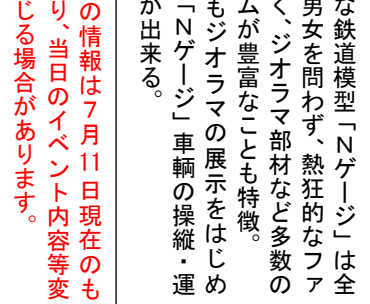 な鉄道模型「Nゲージ」は全
男女を問わず、熱狂的なファ
く、ジオラマ部材など多数の
ムが豊富なことも特徴。
もジオラマの展示をはじめ
「Nゲージ」車輌の操縦・運
が出来る。
の情報は7月11日現在のも
り、当日のイベント内容等変
じる場合があります。